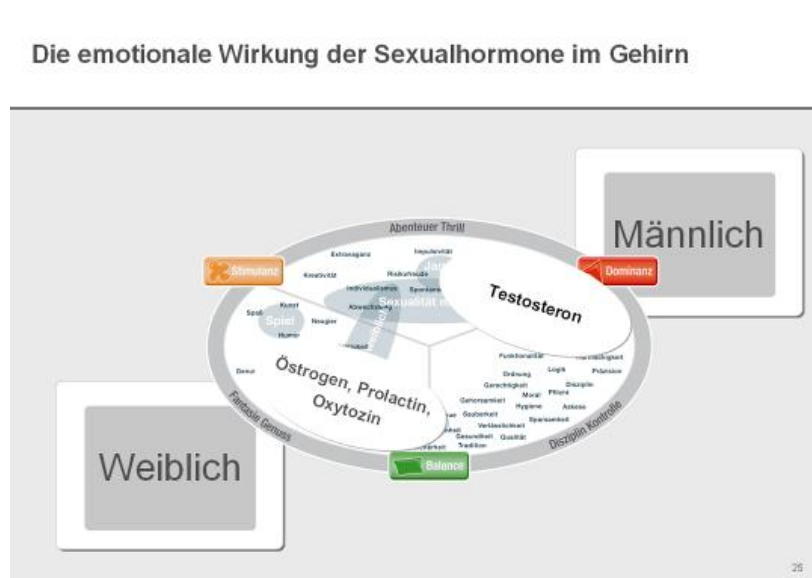 Die emotionale Wirkung der Sexualhormone im Gehirn
Männlich
Abenteuer Thrill
Extravaganz
Impulsivität
Stimulanz
Dominanz
Kreativität
Risikofreude
Individualismus
Sexualität
Testosteron
Abwechslung
Spaß
Kunst
Spiel
Neugier
Humor
Funktionalität
Ordnung
Logik
Präzision
Gerechtigkeit
Disziplin
Moral
Pflicht
Gehorsamkeit
Hygiene
Askese
Sauberkeit
Sparsamkeit
Verlässlichkeit
Gesundheit
Qualität
Tradition
Östrogen, Prolactin,
Oxytozin
Fantasie Genuss
Disziplin Kontrolle
Balance
Weiblich
25